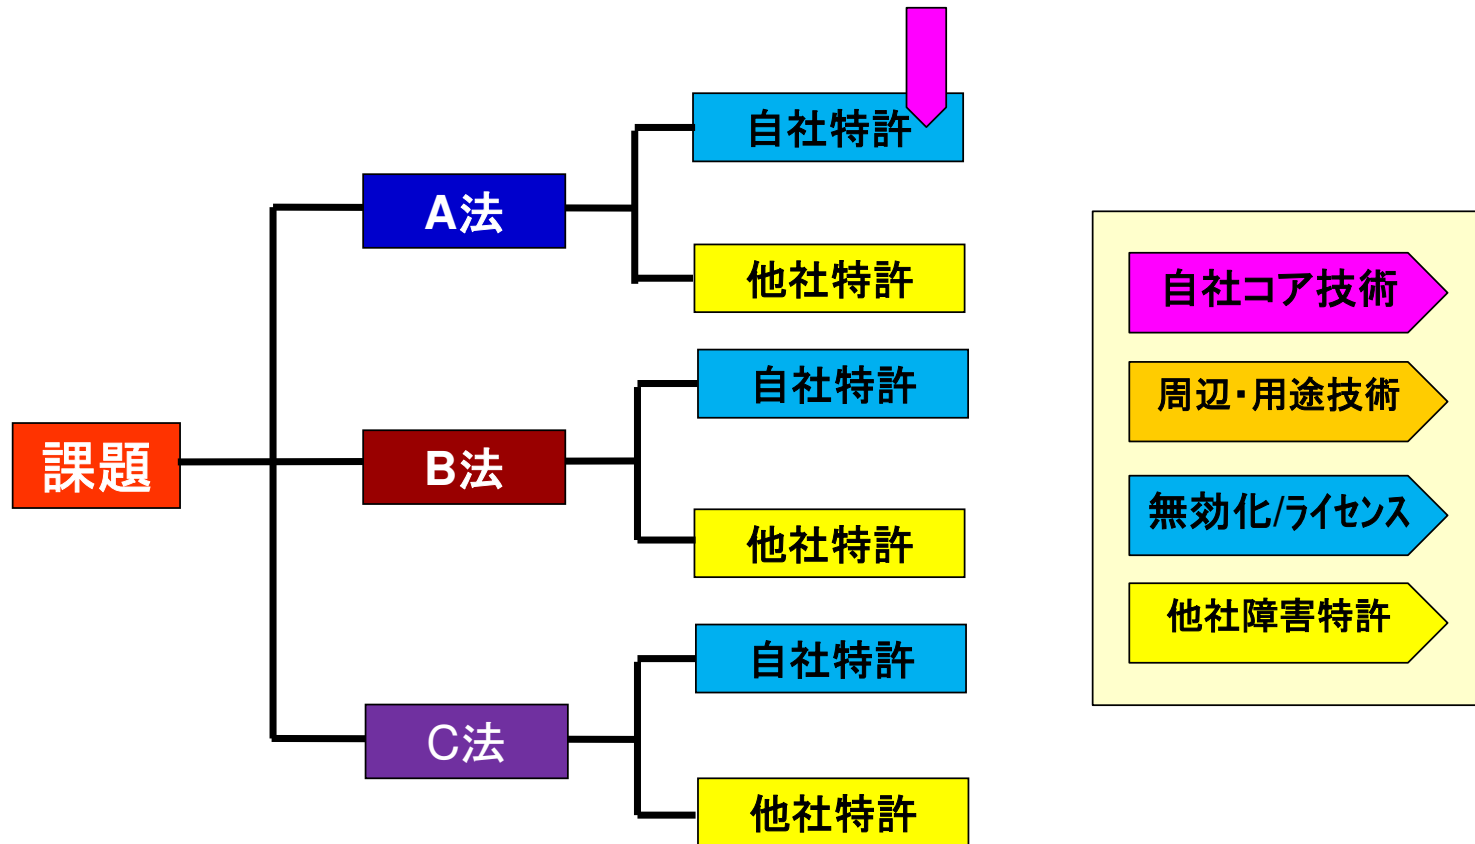 自社特許
A法
他社特許
自社特許
課題
B法
他社特許
自社特許
C法
他社特許
自社コア技術
周辺・用途技術
無効化/ライセンス
他社障害特許